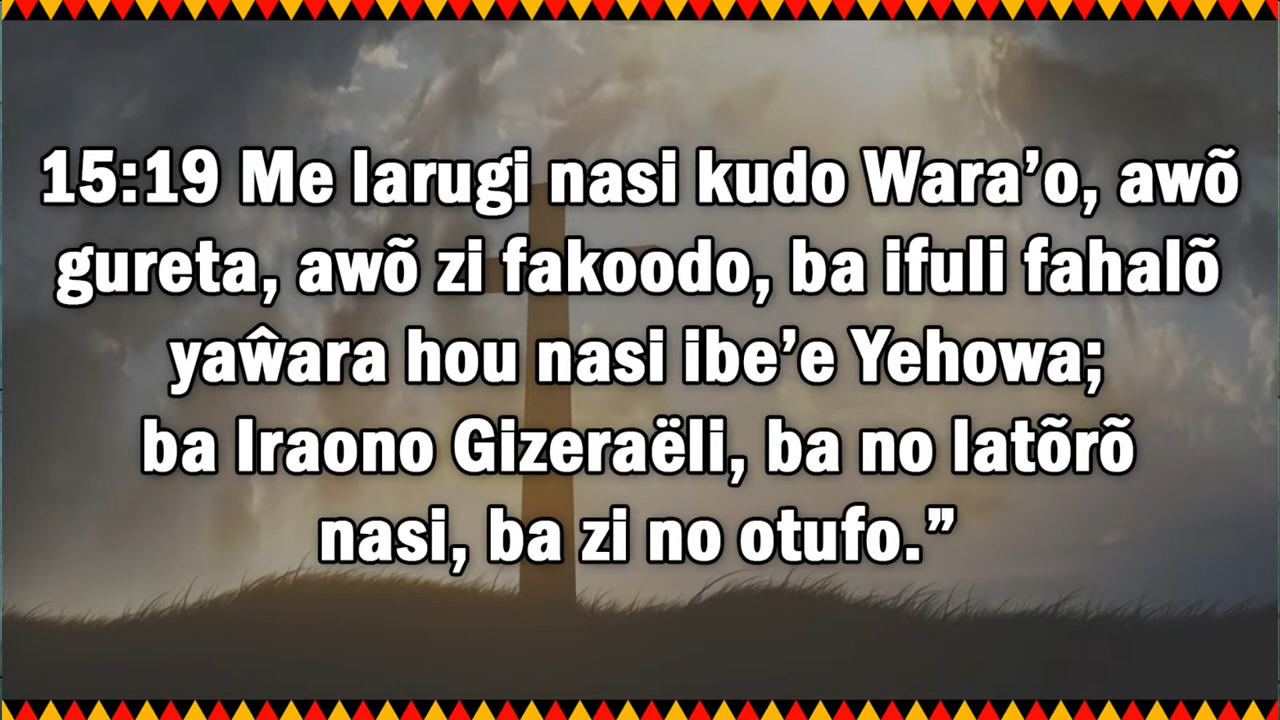 15:19 Me larugi nasi kudo Wara’o, awõ
gureta, awõ zi fakoodo, ba ifuli fahalõ
yaŵara hou nasi ibe’e Yehowa;
ba Iraono Gizeraëli, ba no latõrõ
nasi, ba zi no otufo.”